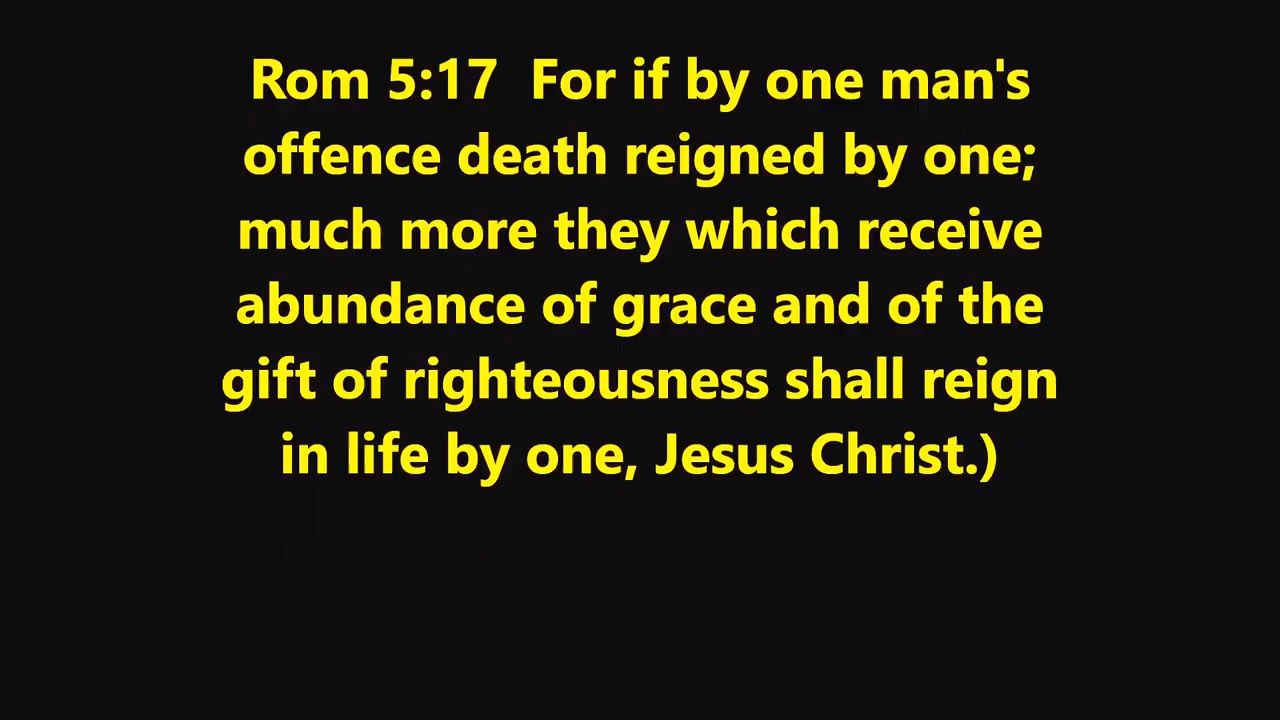 Rom 5:17  For if by one man's
offence death reigned by one;
much more they which receive
abundance of grace and of the
gift of righteousness shall reign
in life by one, Jesus Christ.)